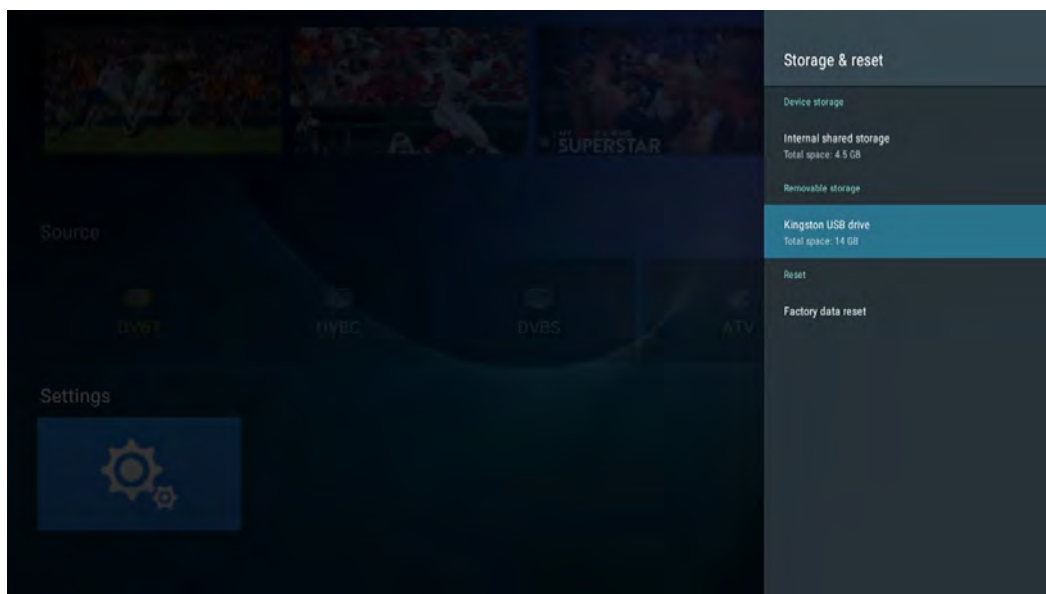 Storage & reset
Device storage
Internal shared storage
Total space: 4.5 GB
Removable storage
Kingston USB drive
Total space: 14 GB
Reset
Factory data reset
SUPERSTAR
Source
DVBT
DVBC
DVBS
ATV
Settings